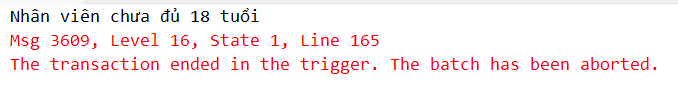 Nhân viên chưa đủ 18 tuổi
Msg 3609, Level 16, State 1, Line 165
The transaction ended in the trigger. The batch has been aborted.